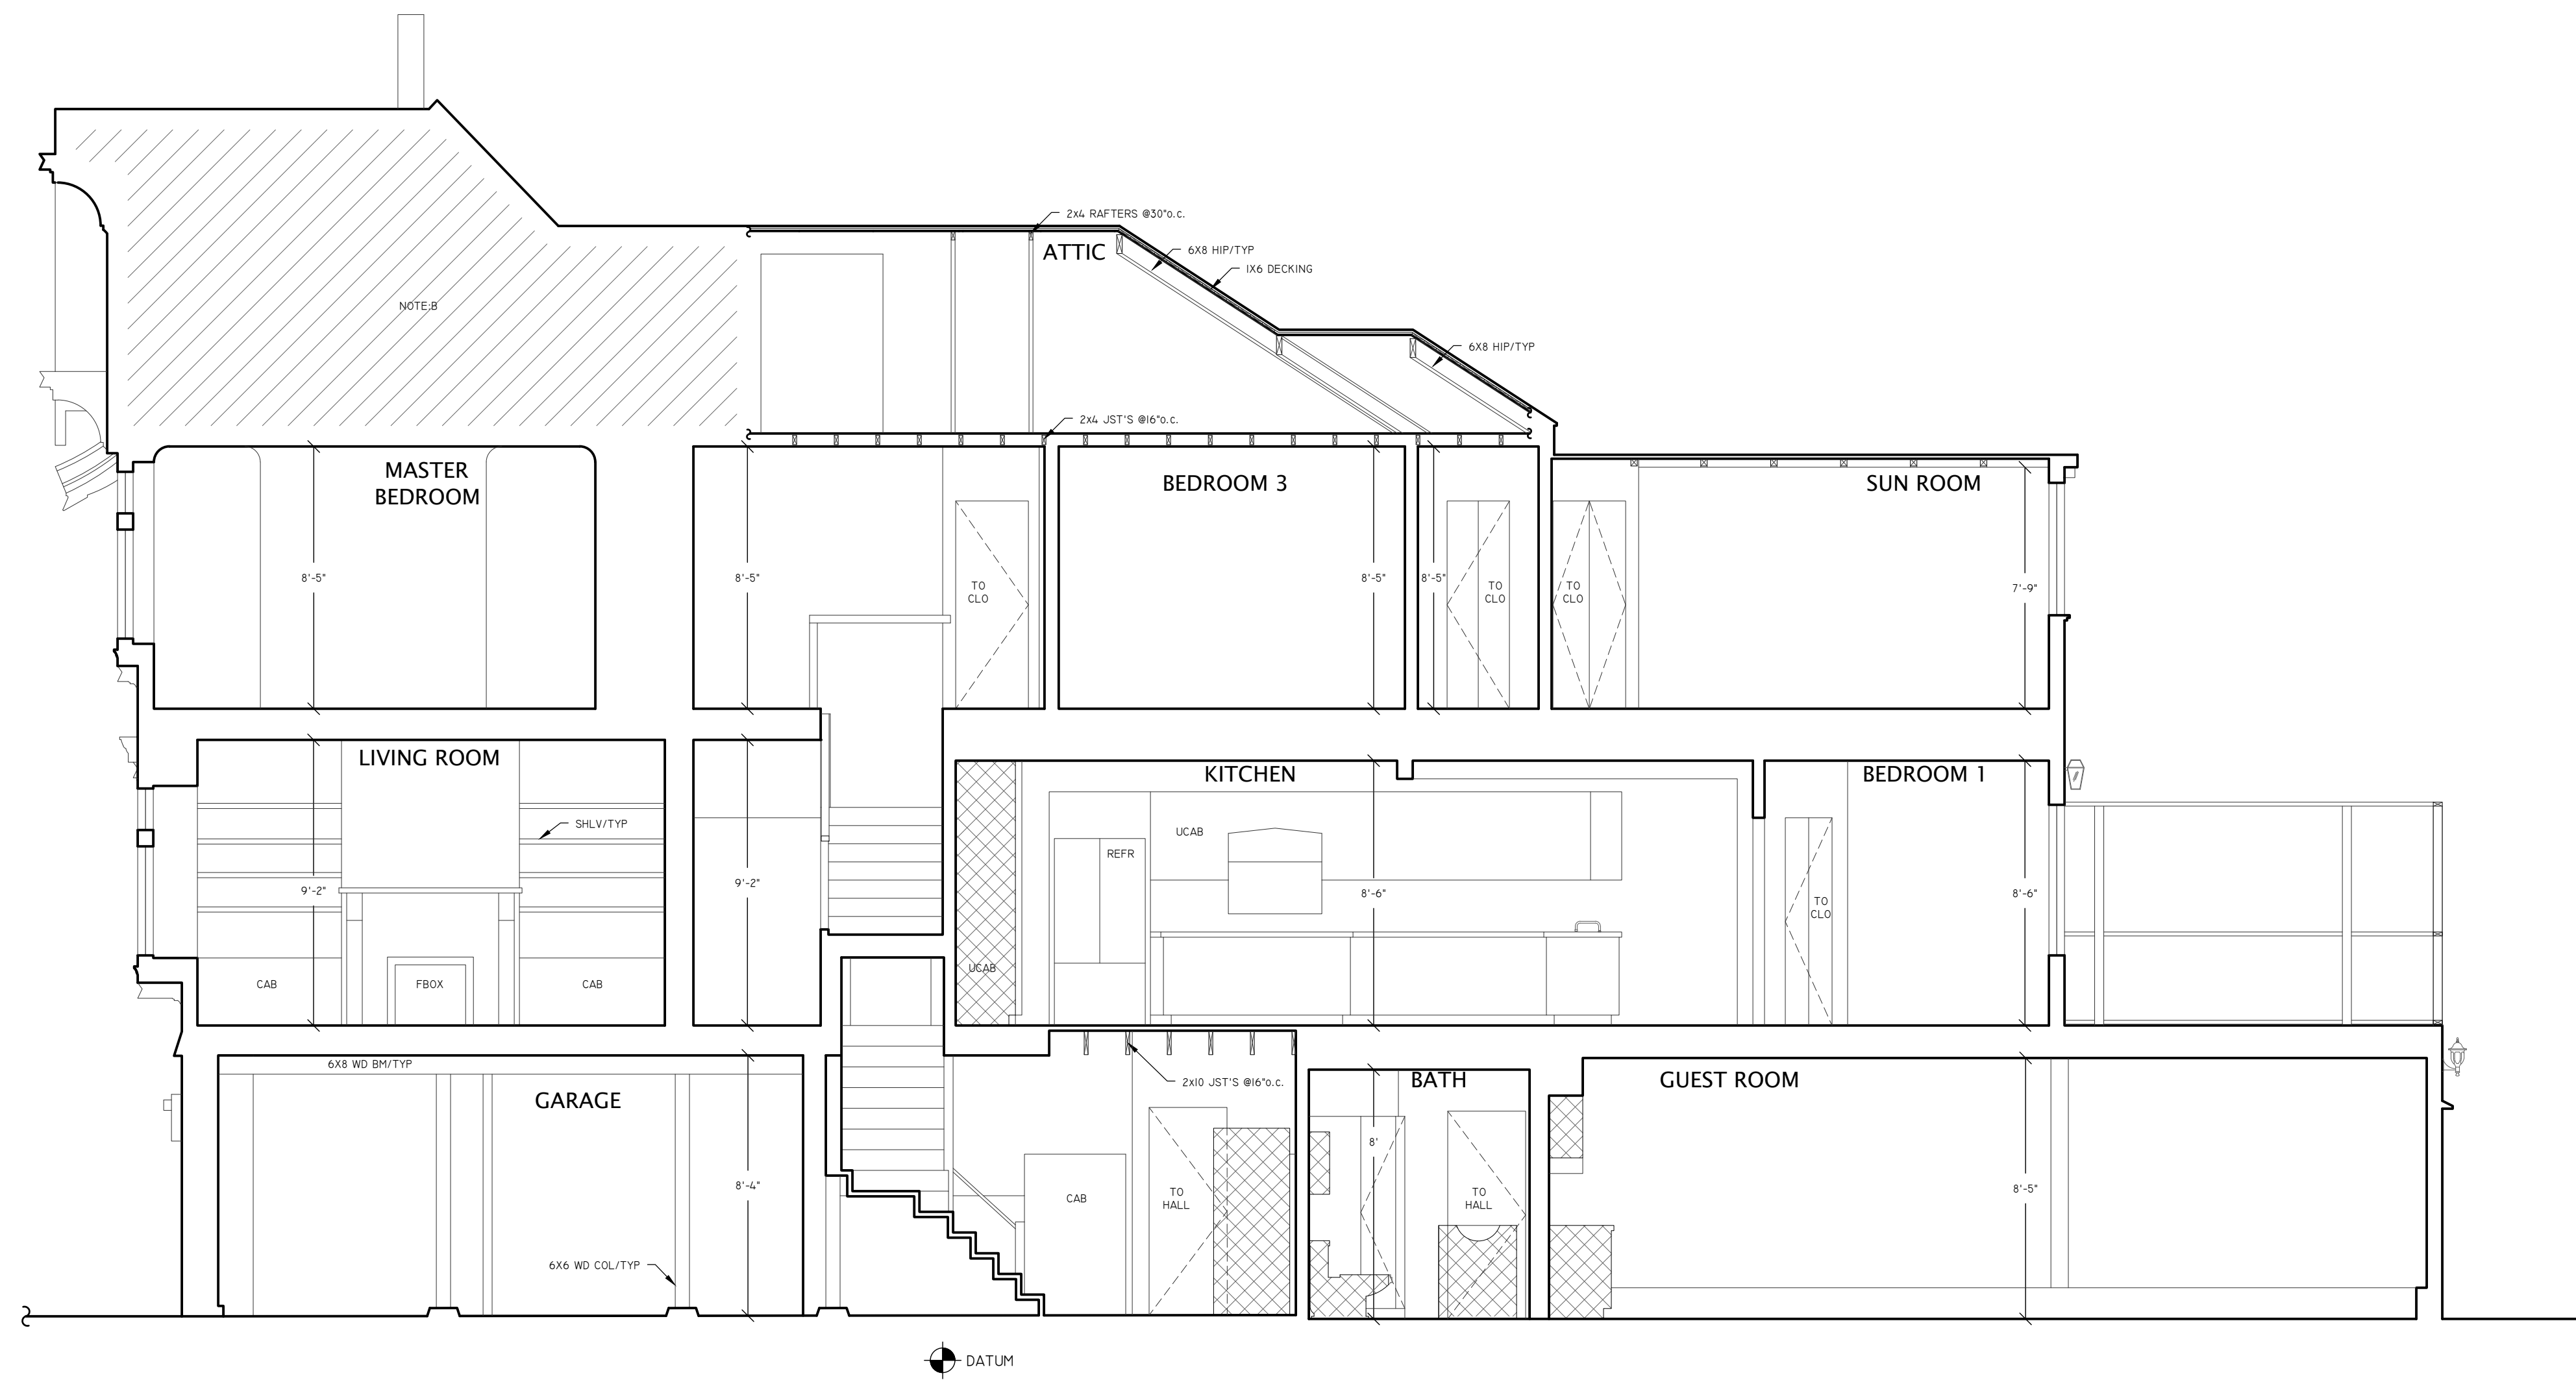 2x4 RAFTERS @30"o.c.
ATTIC
6X8 HIP/TYP
1X6 DECKING
NOTE:B
6X8 HIP/TYP
2x4 JST'S @16"o.c.
MASTER
BEDROOM
BEDROOM 3
SUN ROOM
8'-5"
8'-5"
TO
CLO
8'-5"
8'-5"
TO
CLO
TO
CLO
7'-9"
LIVING ROOM
KITCHEN
BEDROOM 1
SHLV/TYP
UCAB
REFR
9'-2"
9'-2"
8'-6"
8'-6"
TO
CLO
UCAB
CAB
FBOX
CAB
6X8 WD BM/TYP
2x10 JST'S @16"o.c.
BATH
GUEST ROOM
GARAGE
8'
8'-4"
CAB
TO
HALL
TO
HALL
8'-5"
6X6 WD COL/TYP
DATUM